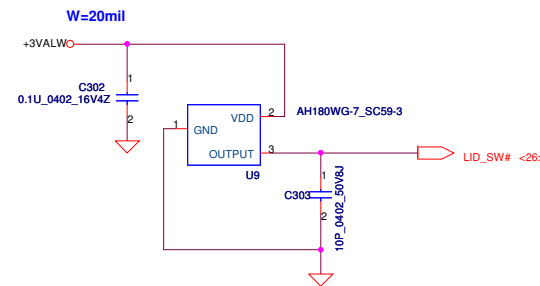 W=20mil
+3VALW
1
C302
0.1U_0402_16V4Z
2
VDD
2
AH180WG-7_SC59-3
1
GND
OUTPUT
3
U9
LID_SW# <26>
1
C303
2
10P_0402_50V8J